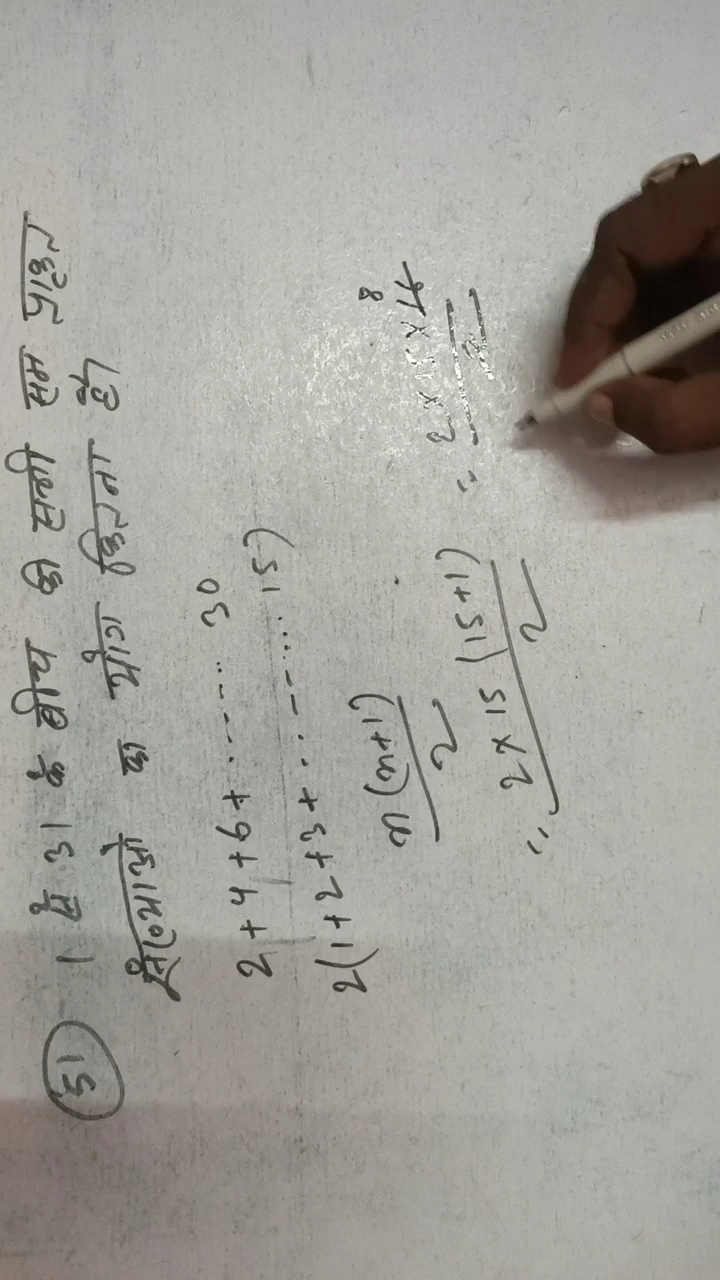 (51) 1 से 31 के बीच की सभी सम प्राकृत
संख्याओं का योग कितना है।
2 + 4 + 6 + ....... 30
2(1 + 2 + 3 + ........ 15)
n(n+1)/2
= 2 × 15 (15+1)/2 = 2 × 15 × 16/2
8